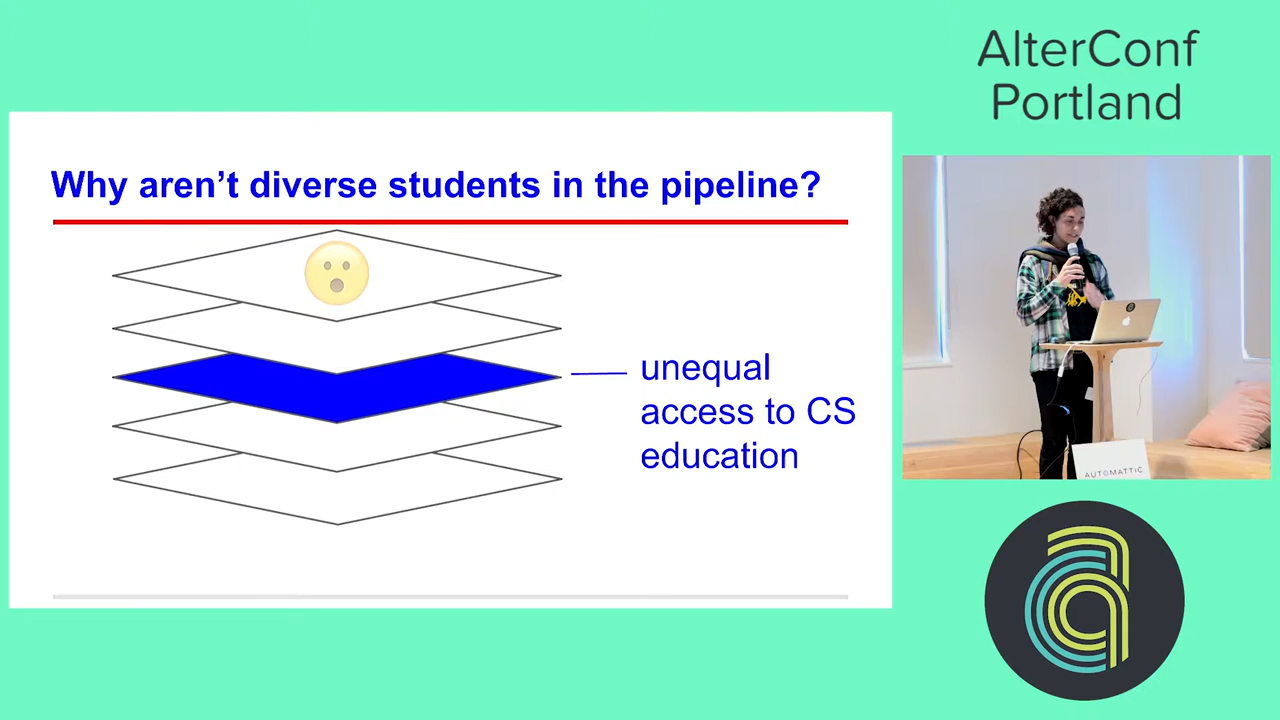 AlterConf
Portland
Why aren't diverse students in the pipeline?
unequal
access to CS
education
AUTOMATTIC